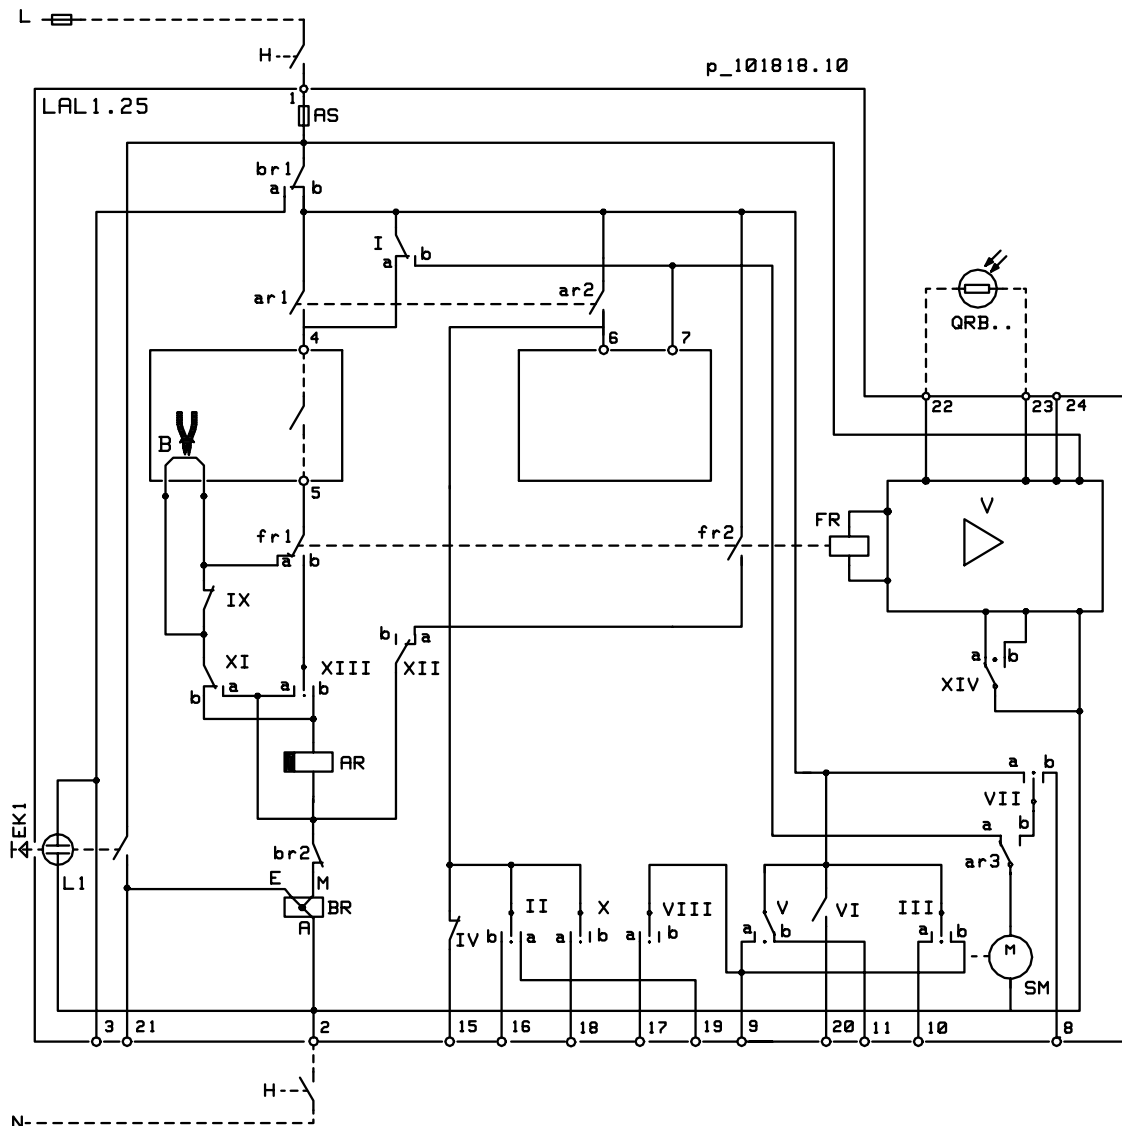 L
H
p_101818.10
1
LAL1.25
AS
br1
a b
I
a b
ar1 ar2
QRB..
4 6 7
22 23 24
B
5
V
FR
fr1 fr2
a b
IX
b a
XI XIII XII
a b
XIV
b a a b
AR
a b
VII
EK1
a b
br2
ar3
L1
E M
BR
A
II X VIII V VI III
IV
b a a b a b a b a b
M
SM
3 21 2 15 16 18 17 19 9 20 11 10 8
H
N